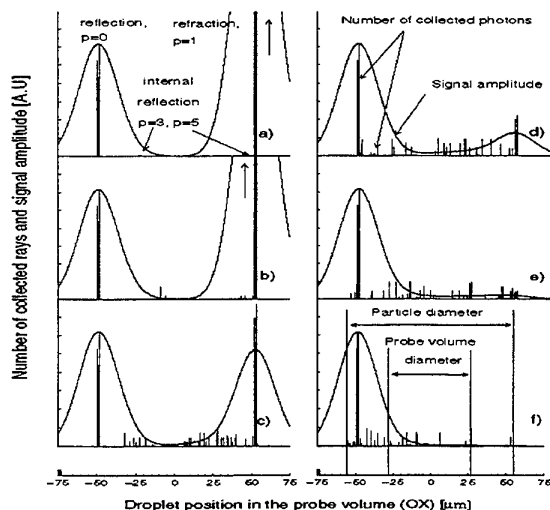 Number of collected rays and signal amplitude [A.U]
reflection,
p=0
refraction,
p=1
internal
reflection
p=3, p=5
a)
b)
c)
Number of collected photons
Signal amplitude
d)
e)
Particle diameter
Probe volume
diameter
f)
-75 -50 -25 0 25 50 75
-75 -50 -25 0 25 50 75
Droplet position in the probe volume (OX) [µm]